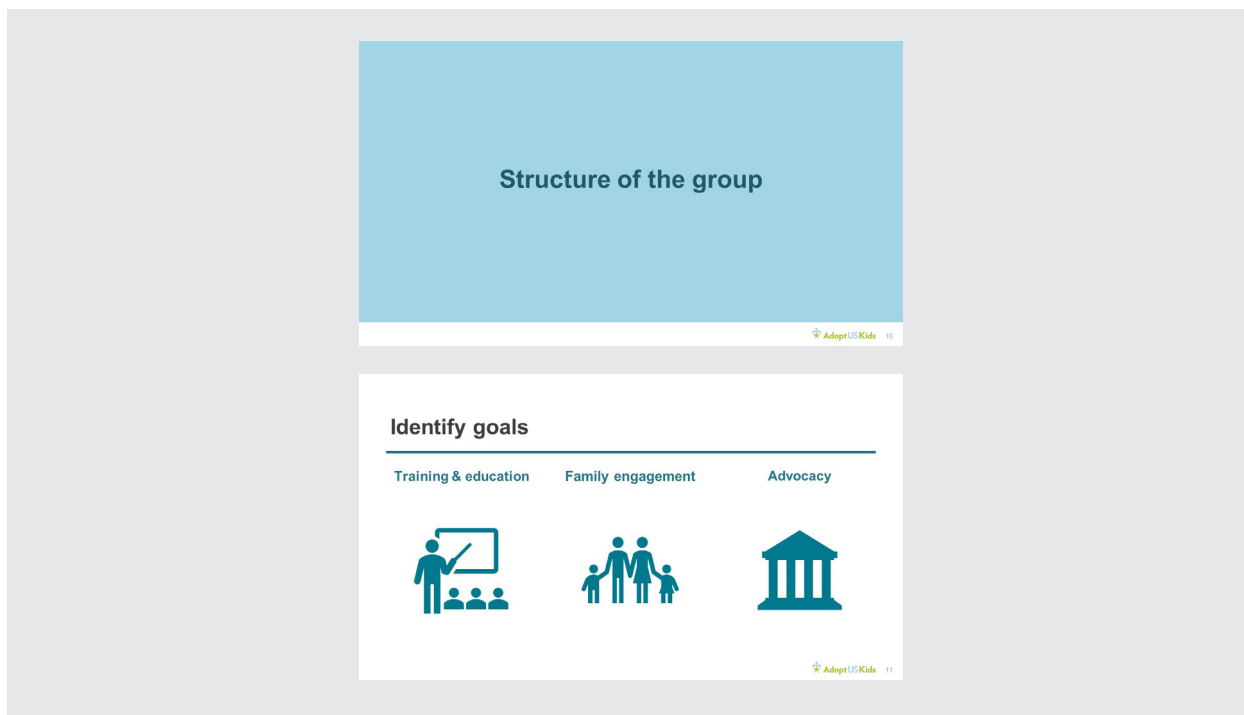 Structure of the group
AdoptUSKids 10
Identify goals
Training & education Family engagement Advocacy
AdoptUSKids 11